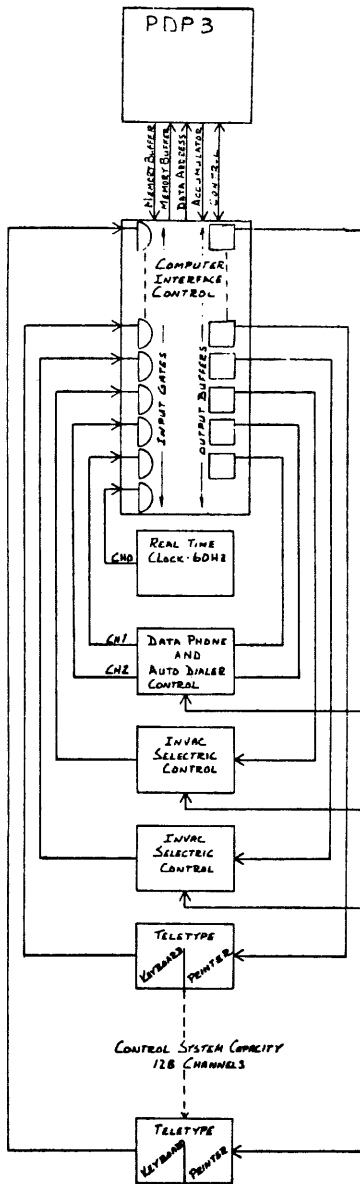 PDP3
MEMORY BUFFER
MEMORY BUFFER
DATA ADDRESS
ACCUMULATOR
CONTROL
COMPUTER
INTERFACE
CONTROL
INPUT GATES
OUTPUT BUFFERS
REAL TIME
CLOCK - 60HZ
CH0
CH1
DATA PHONE
AND
AUTO DIALER
CONTROL
CH2
INVAC
SELECTRIC
CONTROL
INVAC
SELECTRIC
CONTROL
TELETYPE
KEYBOARD
PRINTER
CONTROL SYSTEM CAPACITY
128 CHANNELS
TELETYPE
KEYBOARD
PRINTER